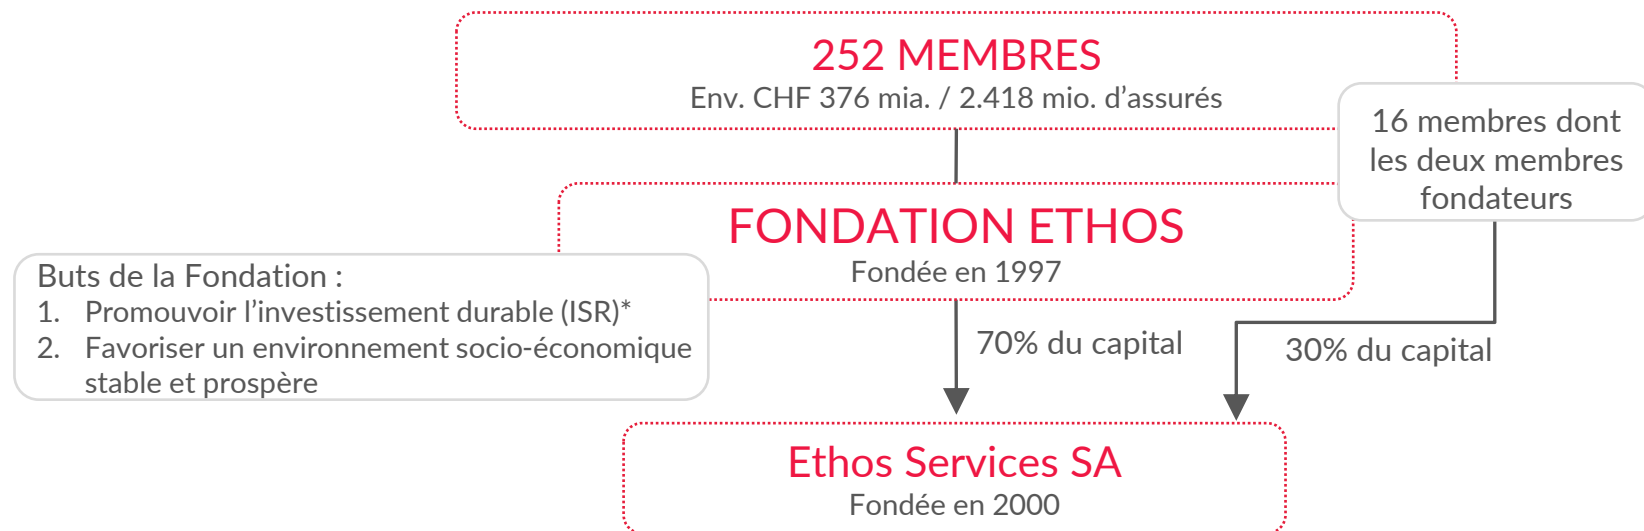 252 MEMBRES
Env. CHF 376 mia. / 2.418 mio. d’assurés
16 membres dont
les deux membres
fondateurs
FONDATION ETHOS
Fondée en 1997
Buts de la Fondation :
1. Promouvoir l’investissement durable (ISR)*
2. Favoriser un environnement socio-économique
stable et prospère
70% du capital
30% du capital
Ethos Services SA
Fondée en 2000